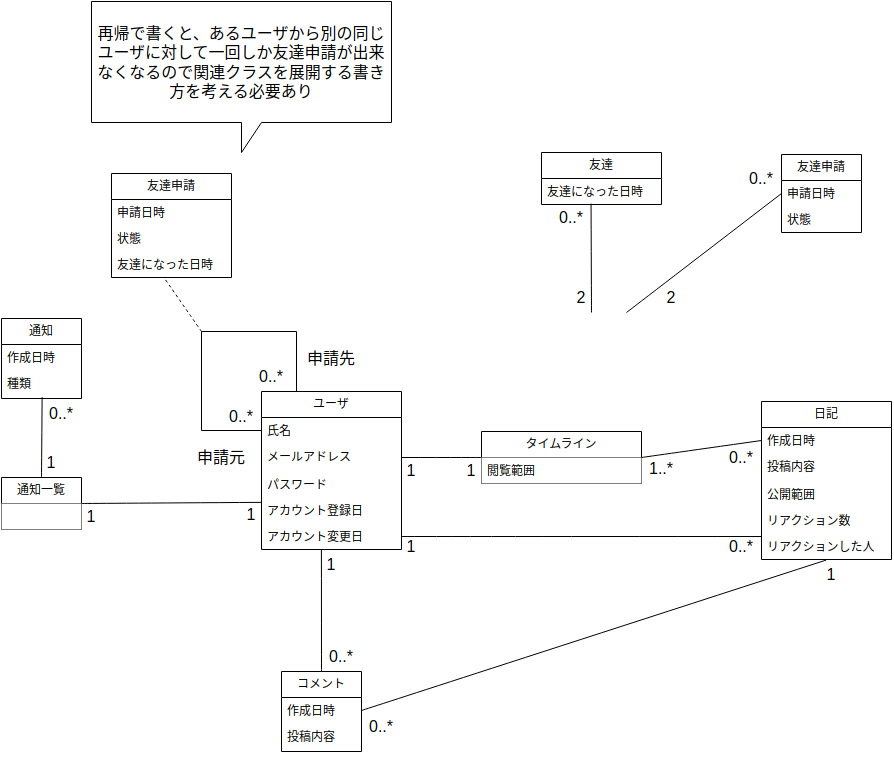 再帰で書くと、あるユーザから別の同じ
ユーザに対して一回しか友達申請が出来
なくなるので関連クラスを展開する書き
方を考える必要あり
友達申請
申請日時
状態
友達になった日時
友達
友達になった日時
0..*
2
友達申請
申請日時
状態
0..*
2
通知
作成日時
種類
0..*
1
通知一覧
1
1
申請先
0..*
0..*
申請元
ユーザ
氏名
メールアドレス
パスワード
アカウント登録日
アカウント変更日
1
1
タイムライン
閲覧範囲
1..*
0..*
日記
作成日時
投稿内容
公開範囲
リアクション数
リアクションした人
1
0..*
1
1
0..*
コメント
作成日時
投稿内容
0..*